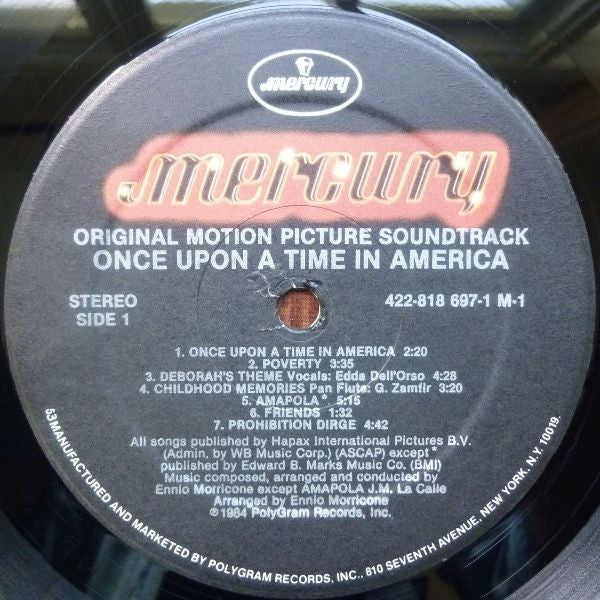 mercury
mercury
ORIGINAL MOTION PICTURE SOUNDTRACK
ONCE UPON A TIME IN AMERICA
STEREO
SIDE 1
422-818 697-1 M-1
1. ONCE UPON A TIME IN AMERICA 2:20
2. POVERTY 3:35
3. DEBORAH'S THEME Vocals: Edda Dell'Orso 4:28
4. CHILDHOOD MEMORIES Pan Flute: G. Zamfir 3:20
5. AMAPOLA* 5:15
6. FRIENDS 1:32
7. PROHIBITION DIRGE 4:42
All songs published by Hapax International Pictures B.V.
(Admin. by WB Music Corp.) (ASCAP) except*
published by Edward B. Marks Music Co. (BMI)
Music composed, arranged and conducted by
Ennio Morricone except AMAPOLA J.M. La Calle
Arranged by Ennio Morricone
℗1984 PolyGram Records, Inc.
53MANUFACTURED AND MARKETED BY POLYGRAM RECORDS, INC., 810 SEVENTH AVENUE, NEW YORK, N.Y. 10019.